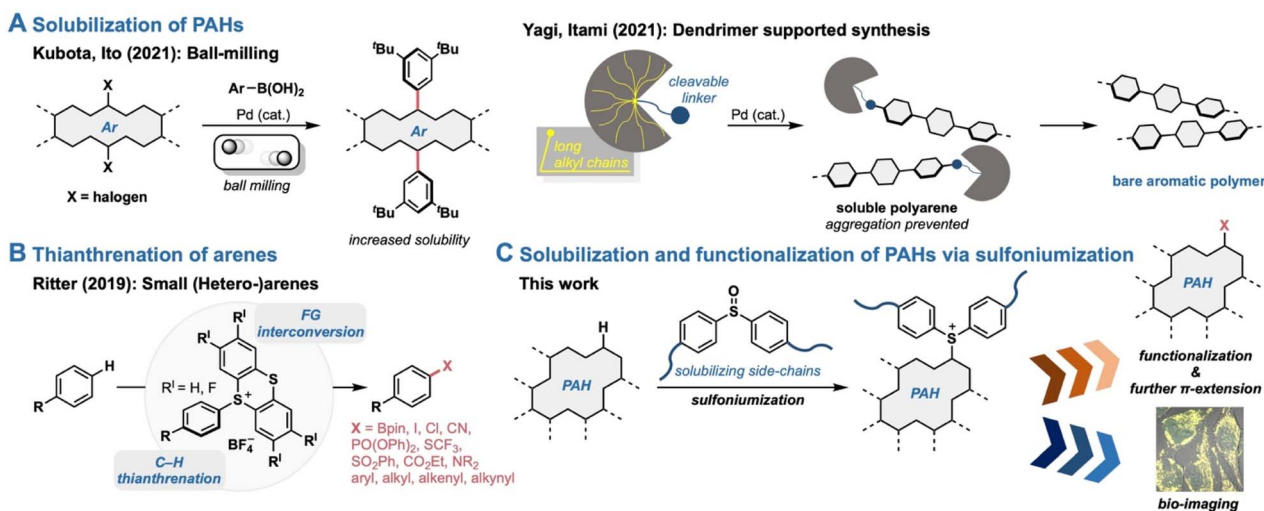 A Solubilization of PAHs
Kubota, Ito (2021): Ball-milling
X
Ar
X
X = halogen
Ar–B(OH)2
Pd (cat.)
ball milling
tBu
tBu
Ar
tBu
tBu
increased solubility
Yagi, Itami (2021): Dendrimer supported synthesis
cleavable
linker
long
alkyl chains
Pd (cat.)
soluble polyarene
aggregation prevented
bare aromatic polymer
B Thianthrenation of arenes
Ritter (2019): Small (Hetero-)arenes
FG
interconversion
H
R
RI
RI
RI = H, F
S
S+
RI
RI
R
BF4−
C–H
thianthrenation
X
R
X = Bpin, I, Cl, CN,
PO(OPh)2, SCF3,
SO2Ph, CO2Et, NR2
aryl, alkyl, alkenyl, alkynyl
C Solubilization and functionalization of PAHs via sulfoniumization
This work
H
PAH
O
S
solubilizing side-chains
sulfoniumization
+
S
PAH
X
PAH
functionalization
&
further π-extension
bio-imaging